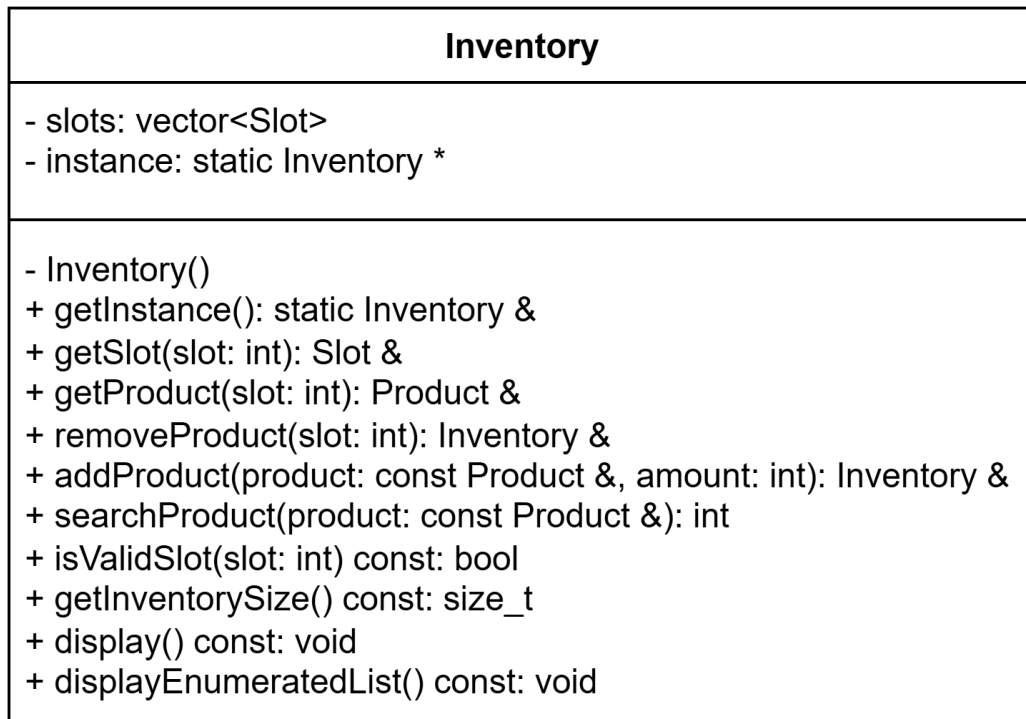 Inventory
- slots: vector<Slot>
- instance: static Inventory *
- Inventory()
+ getInstance(): static Inventory &
+ getSlot(slot: int): Slot &
+ getProduct(slot: int): Product &
+ removeProduct(slot: int): Inventory &
+ addProduct(product: const Product &, amount: int): Inventory &
+ searchProduct(product: const Product &): int
+ isValidSlot(slot: int) const: bool
+ getInventorySize() const: size_t
+ display() const: void
+ displayEnumeratedList() const: void